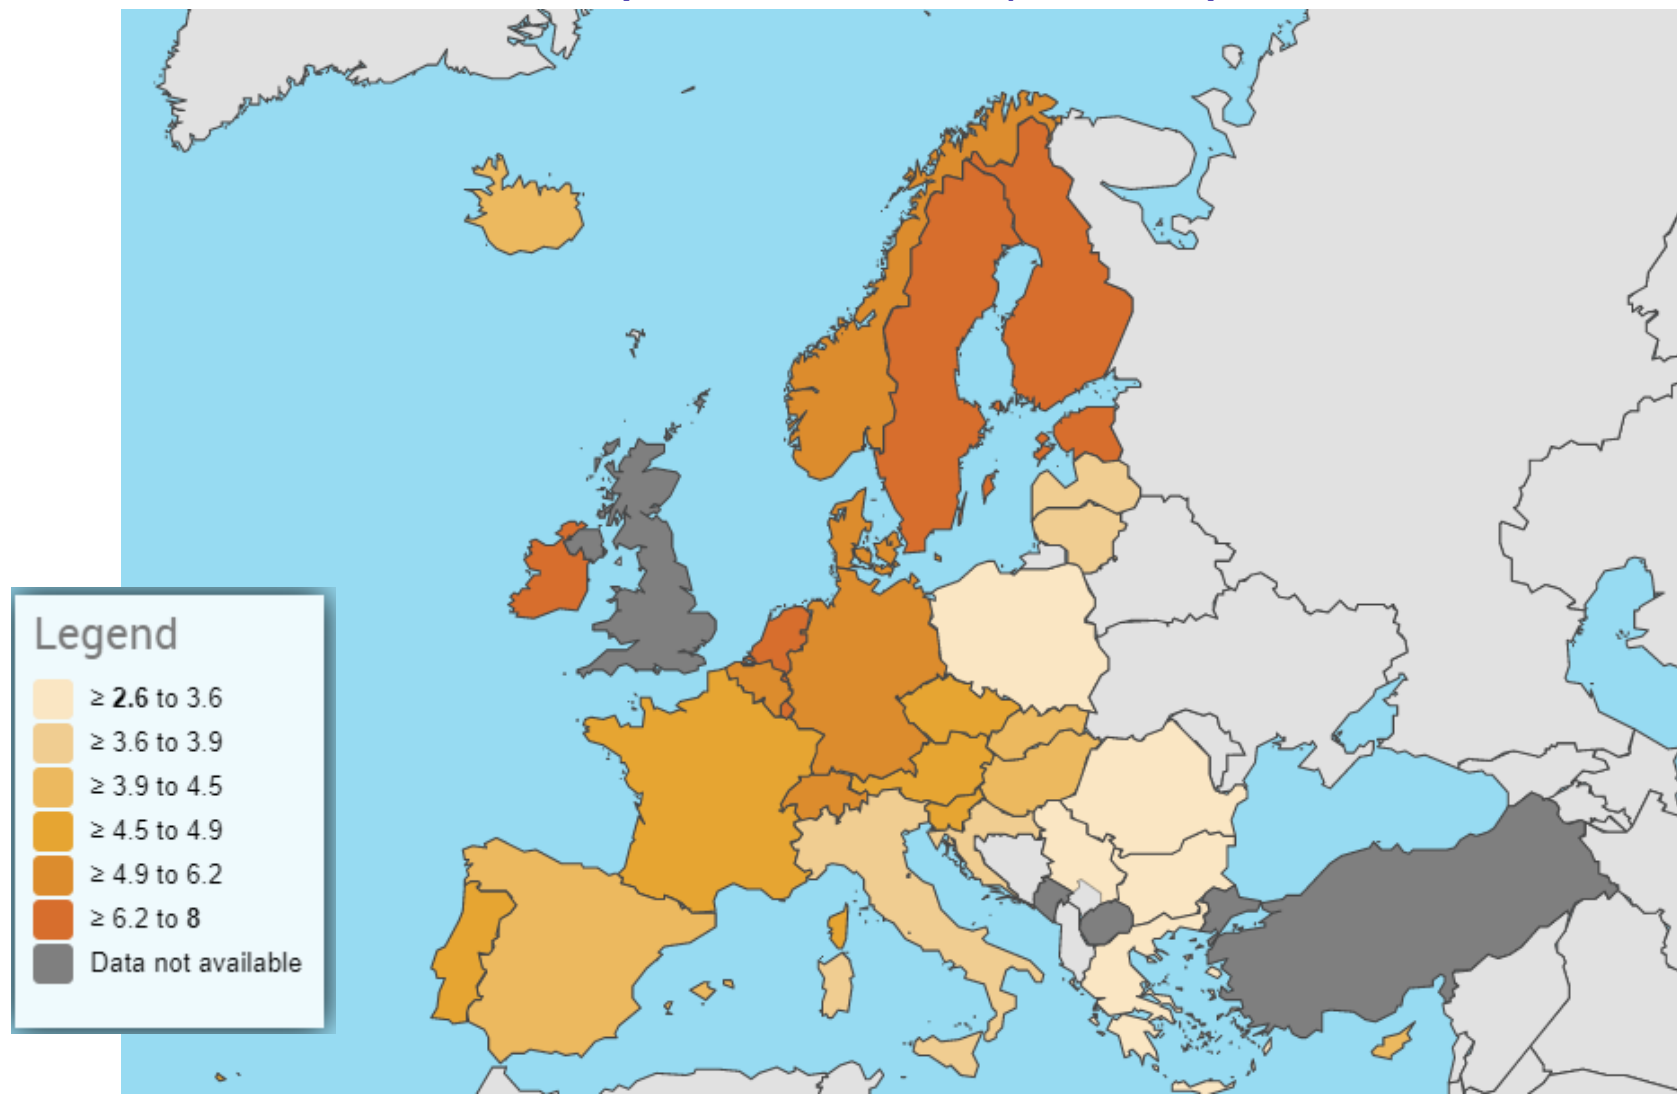 Legend
≥ 2.6 to 3.6
≥ 3.6 to 3.9
≥ 3.9 to 4.5
≥ 4.5 to 4.9
≥ 4.9 to 6.2
≥ 6.2 to 8
Data not available